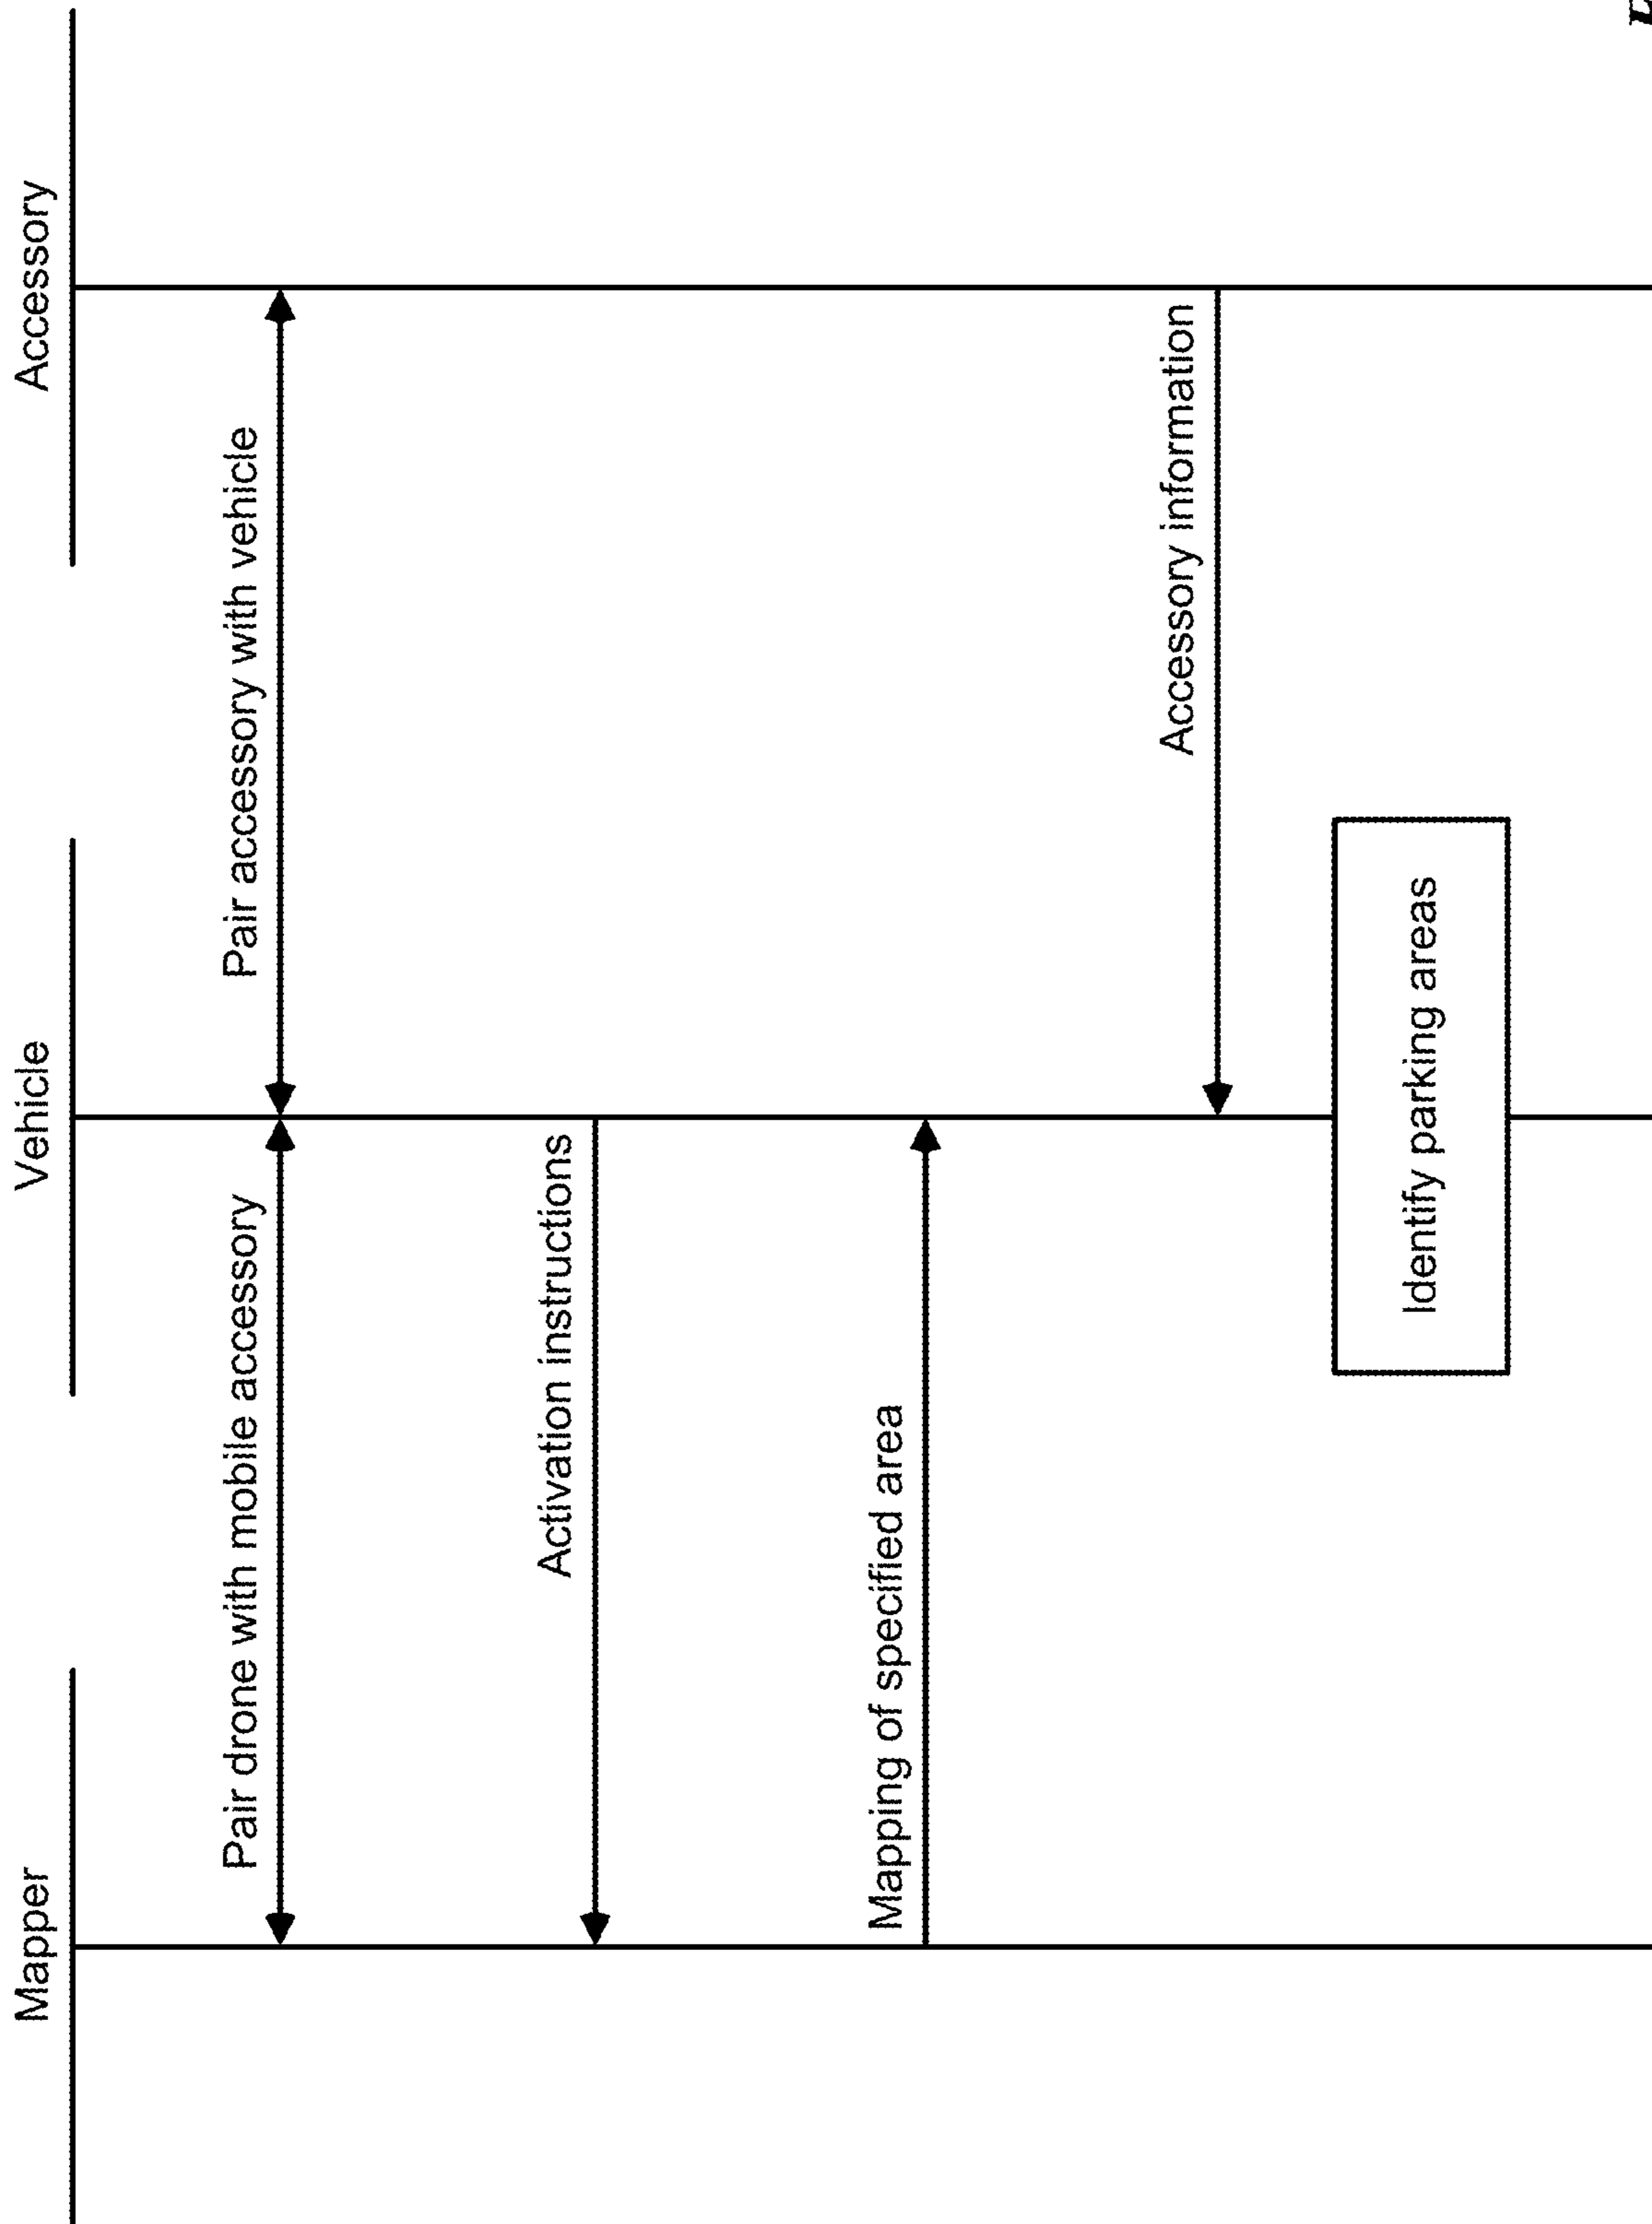 Mapper
Vehicle
Accessory
Pair drone with mobile accessory
Pair accessory with vehicle
Activation instructions
Mapping of specified area
Accessory information
Identify parking areas